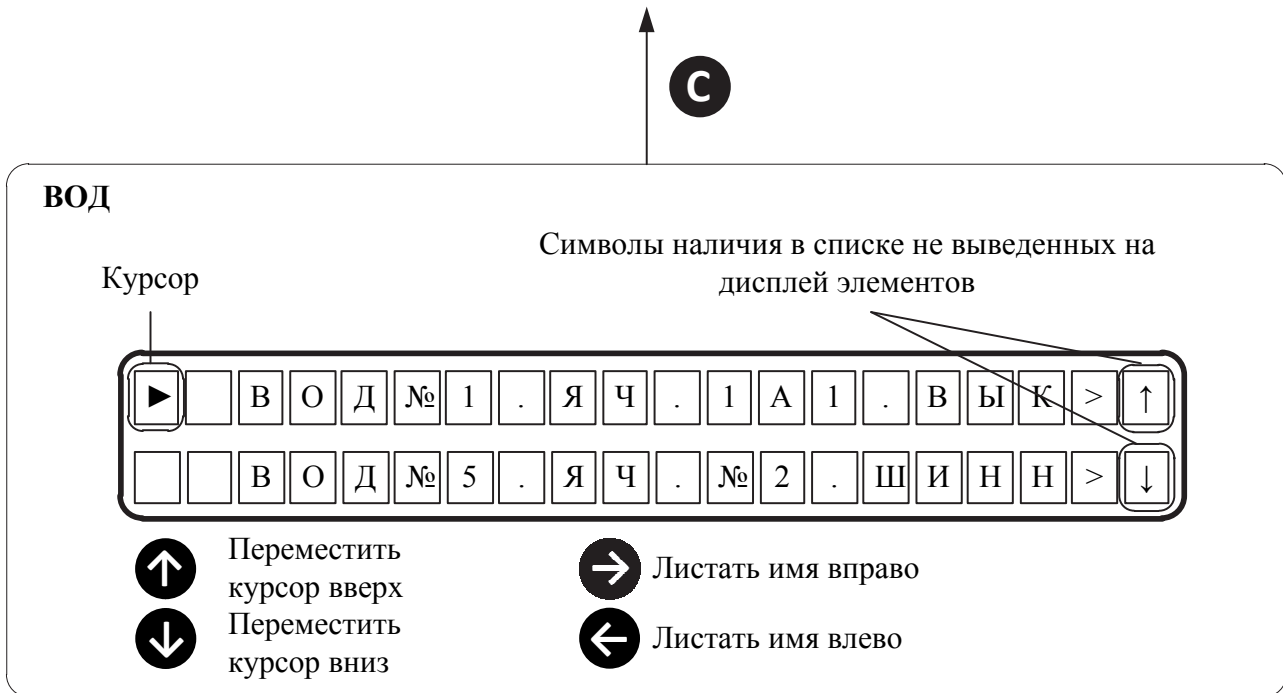 C
ВОД
Символы наличия в списке не выведенных на
дисплей элементов
Курсор
► ВОД№1.ЯЧ.1А1.ВЫК>↑
ВОД№5.ЯЧ.№2.ШИНН>↓
↑ Переместить
курсор вверх
↓ Переместить
курсор вниз
→ Листать имя вправо
← Листать имя влево